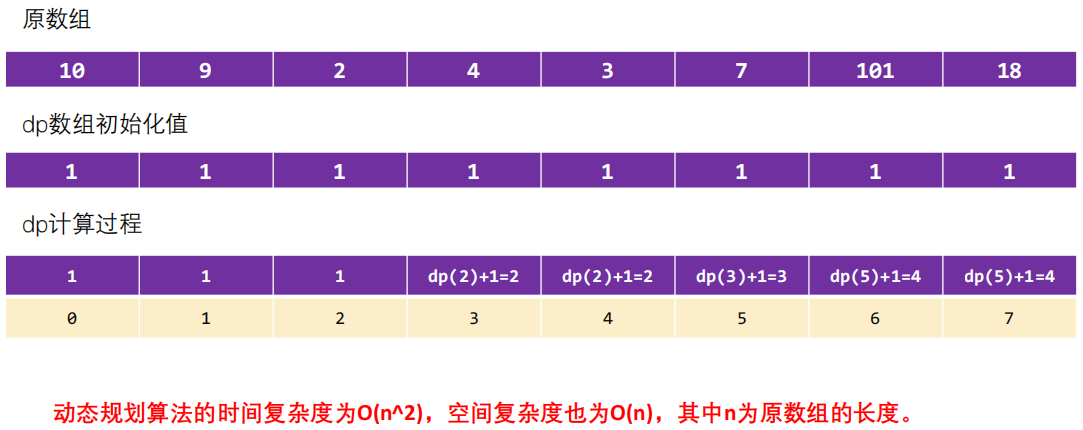 原数组
10 9 2 4 3 7 101 18
dp数组初始化值
1 1 1 1 1 1 1 1
dp计算过程
1 1 1 dp(2)+1=2 dp(2)+1=2 dp(3)+1=3 dp(5)+1=4 dp(5)+1=4
0 1 2 3 4 5 6 7
动态规划算法的时间复杂度为O(n^2)，空间复杂度也为O(n)，其中n为原数组的长度。